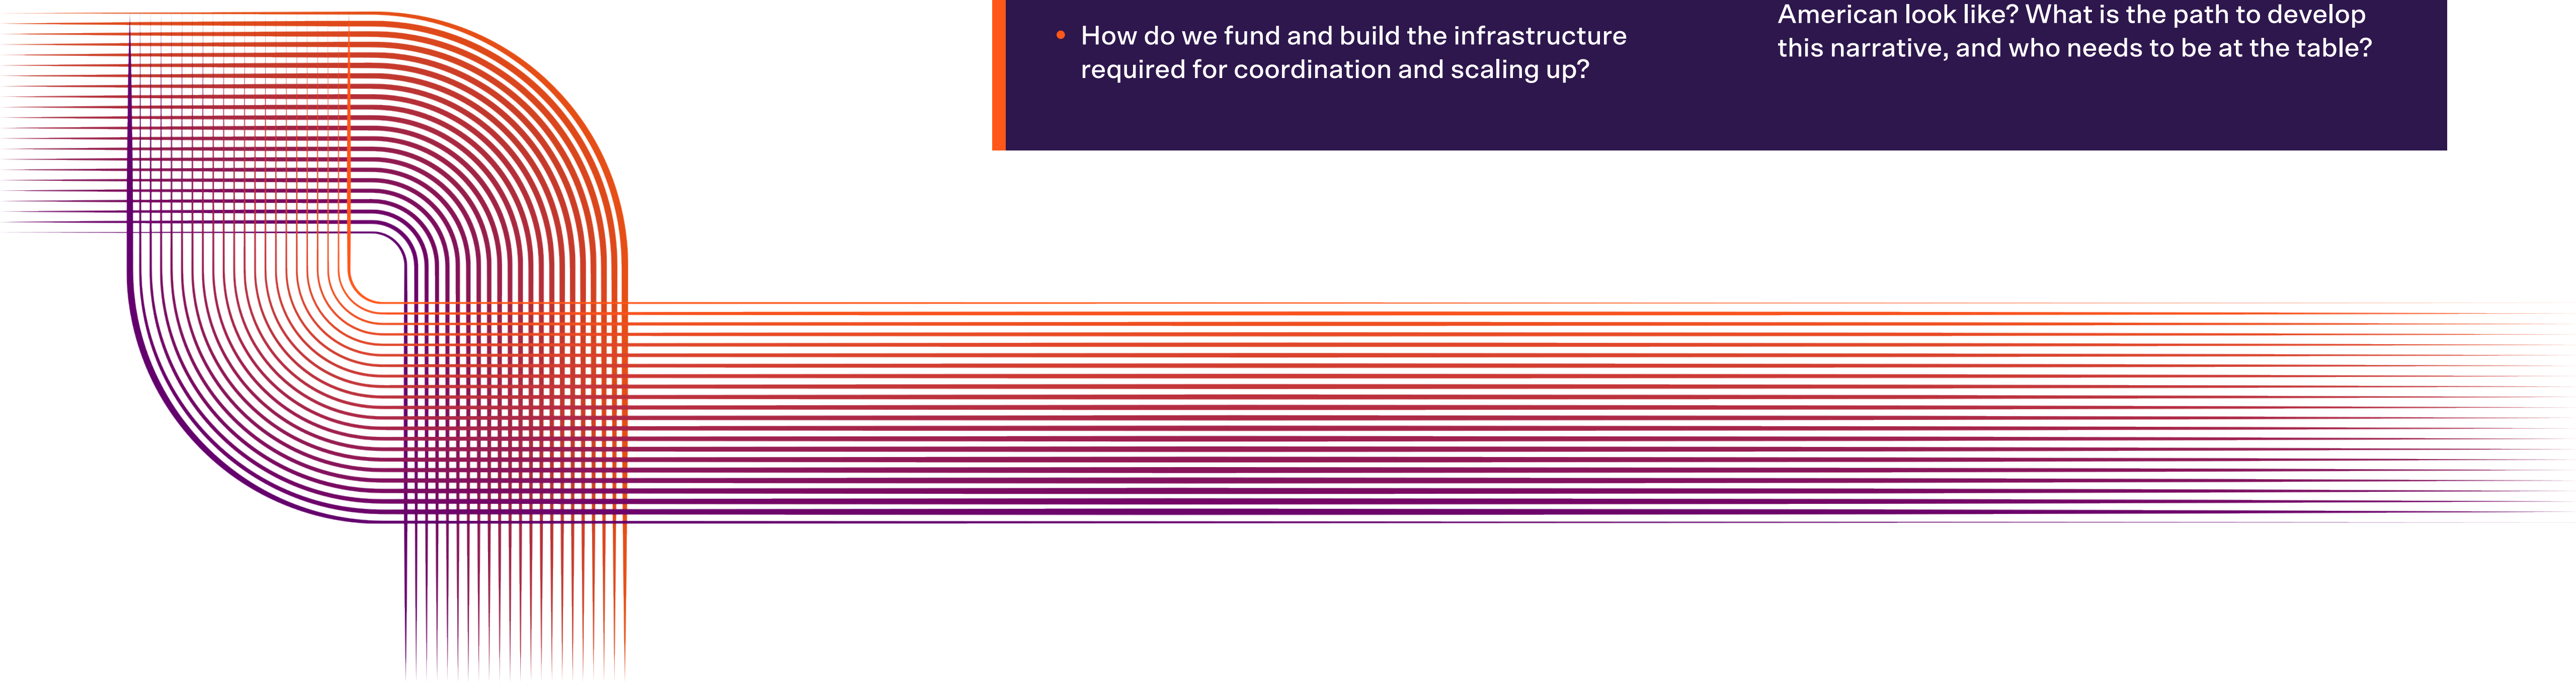 • How do we fund and build the infrastructure
required for coordination and scaling up?
American look like? What is the path to develop
this narrative, and who needs to be at the table?